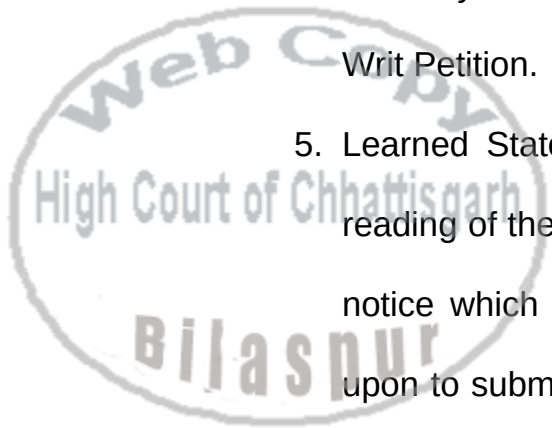 Web Copy
High Court of Chhattisgarh
Bilaspur
Writ Petition.
5. Learned State
reading of the
notice which
upon to subm